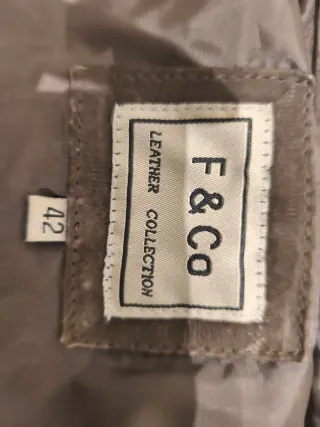 F & Co
LEATHER COLLECTION
42